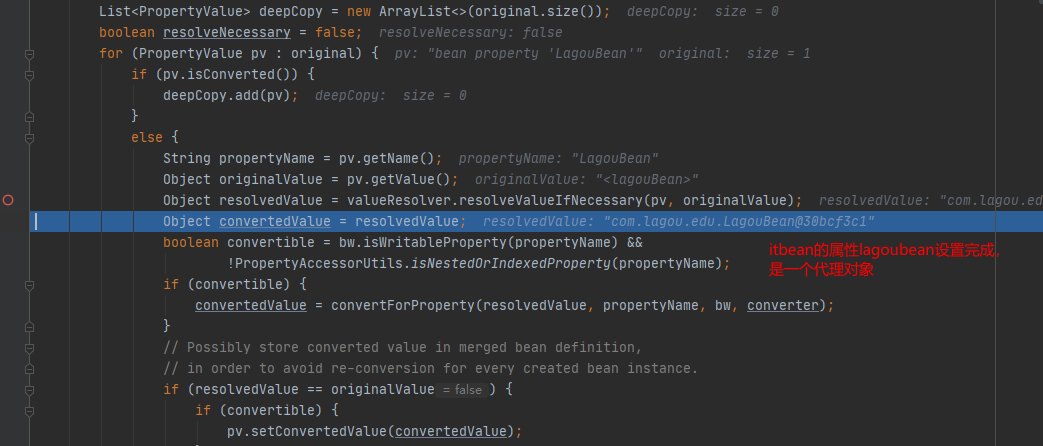 List<PropertyValue> deepCopy = new ArrayList<>(original.size()); deepCopy: size = 0
boolean resolveNecessary = false; resolveNecessary: false
for (PropertyValue pv : original) { pv: "bean property 'LagouBean'" original: size = 1
if (pv.isConverted()) {
deepCopy.add(pv); deepCopy: size = 0
}
else {
String propertyName = pv.getName(); propertyName: "LagouBean"
Object originalValue = pv.getValue(); originalValue: "<lagouBean>"
Object resolvedValue = valueResolver.resolveValueIfNecessary(pv, originalValue); resolvedValue: "com.lagou.ed
Object convertedValue = resolvedValue; resolvedValue: "com.lagou.edu.LagouBean@30bcf3c1"
boolean convertible = bw.isWritableProperty(propertyName) &&
!PropertyAccessorUtils.isNestedOrIndexedProperty(propertyName);
itbean的属性lagoubean设置完成,
是一个代理对象
if (convertible) {
convertedValue = convertForProperty(resolvedValue, propertyName, bw, converter);
}
// Possibly store converted value in merged bean definition,
// in order to avoid re-conversion for every created bean instance.
if (resolvedValue == originalValue = false ) {
if (convertible) {
pv.setConvertedValue(convertedValue);